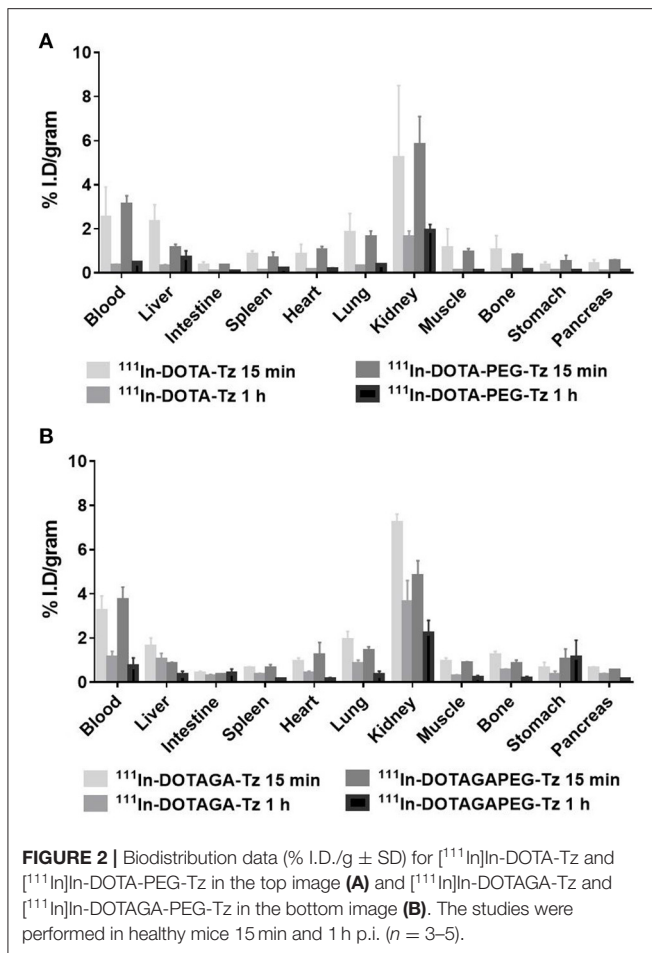 A
% I.D/gram
10
8
6
4
2
0
Blood
Liver
Intestine
Spleen
Heart
Lung
Kidney
Muscle
Bone
Stomach
Pancreas
¹¹¹In-DOTA-Tz 15 min
¹¹¹In-DOTA-PEG-Tz 15 min
¹¹¹In-DOTA-Tz 1 h
¹¹¹In-DOTA-PEG-Tz 1 h
B
% I.D/gram
10
8
6
4
2
0
Blood
Liver
Intestine
Spleen
Heart
Lung
Kidney
Muscle
Bone
Stomach
Pancreas
¹¹¹In-DOTAGA-Tz 15 min
¹¹¹In-DOTAGAPEG-Tz 15 min
¹¹¹In-DOTAGA-Tz 1 h
¹¹¹In-DOTAGAPEG-Tz 1 h
FIGURE 2 | Biodistribution data (% I.D./g ± SD) for [¹¹¹In]In-DOTA-Tz and
[¹¹¹In]In-DOTA-PEG-Tz in the top image (A) and [¹¹¹In]In-DOTAGA-Tz and
[¹¹¹In]In-DOTAGA-PEG-Tz in the bottom image (B). The studies were
performed in healthy mice 15 min and 1 h p.i. (n = 3–5).